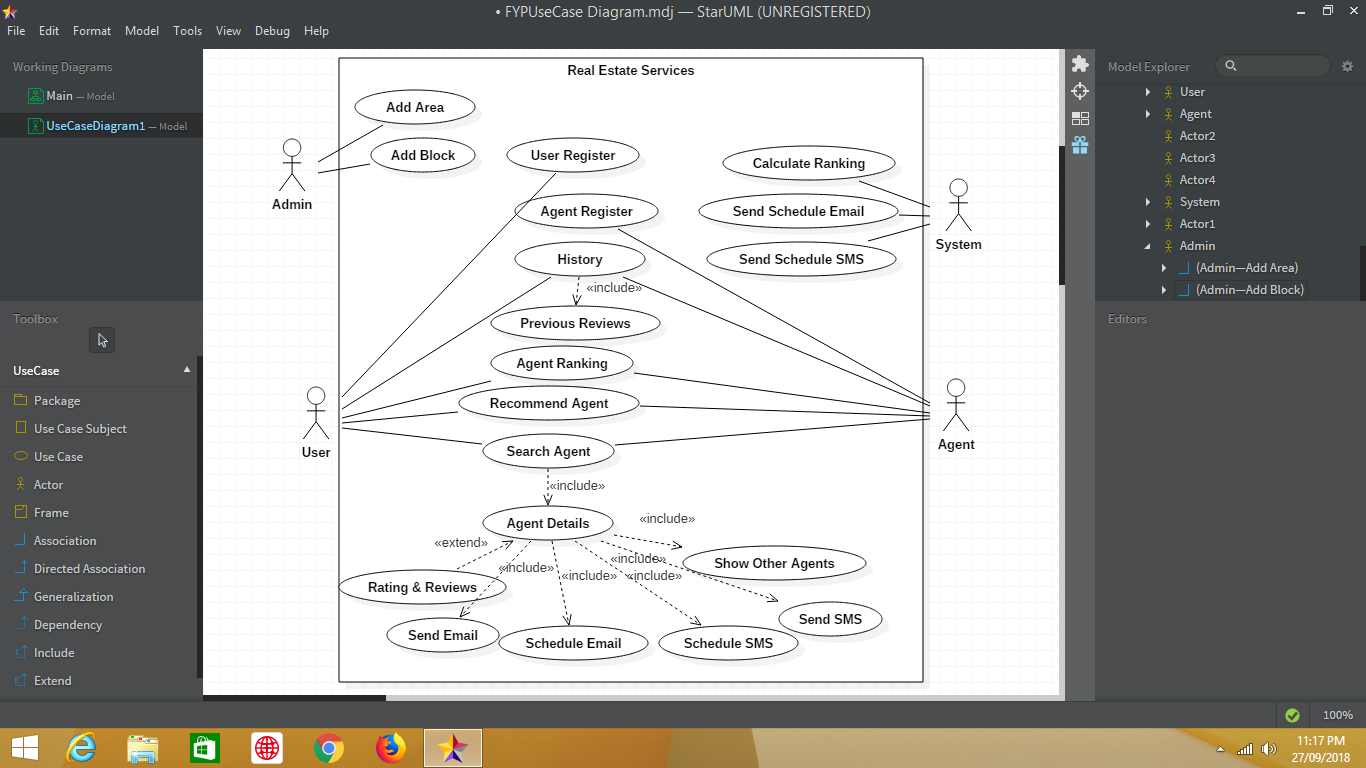 • FYPUseCase Diagram.mdj — StarUML (UNREGISTERED)
File Edit Format Model Tools View Debug Help
Working Diagrams
Main — Model
UseCaseDiagram1 — Model
Toolbox
UseCase
Package
Use Case Subject
Use Case
Actor
Frame
Association
Directed Association
Generalization
Dependency
Include
Extend
Real Estate Services
Add Area
Add Block
User Register
Calculate Ranking
Admin
Agent Register
Send Schedule Email
System
History
Send Schedule SMS
«include»
Previous Reviews
Agent Ranking
Recommend Agent
User
Agent
Search Agent
«include»
Agent Details
«include»
«extend»
«include»
«include»
«include»
«include»
Show Other Agents
Rating & Reviews
Send SMS
Send Email
Schedule Email
Schedule SMS
Model Explorer
User
Agent
Actor2
Actor3
Actor4
System
Actor1
Admin
(Admin—Add Area)
(Admin—Add Block)
Editors
100%
11:17 PM
27/09/2018